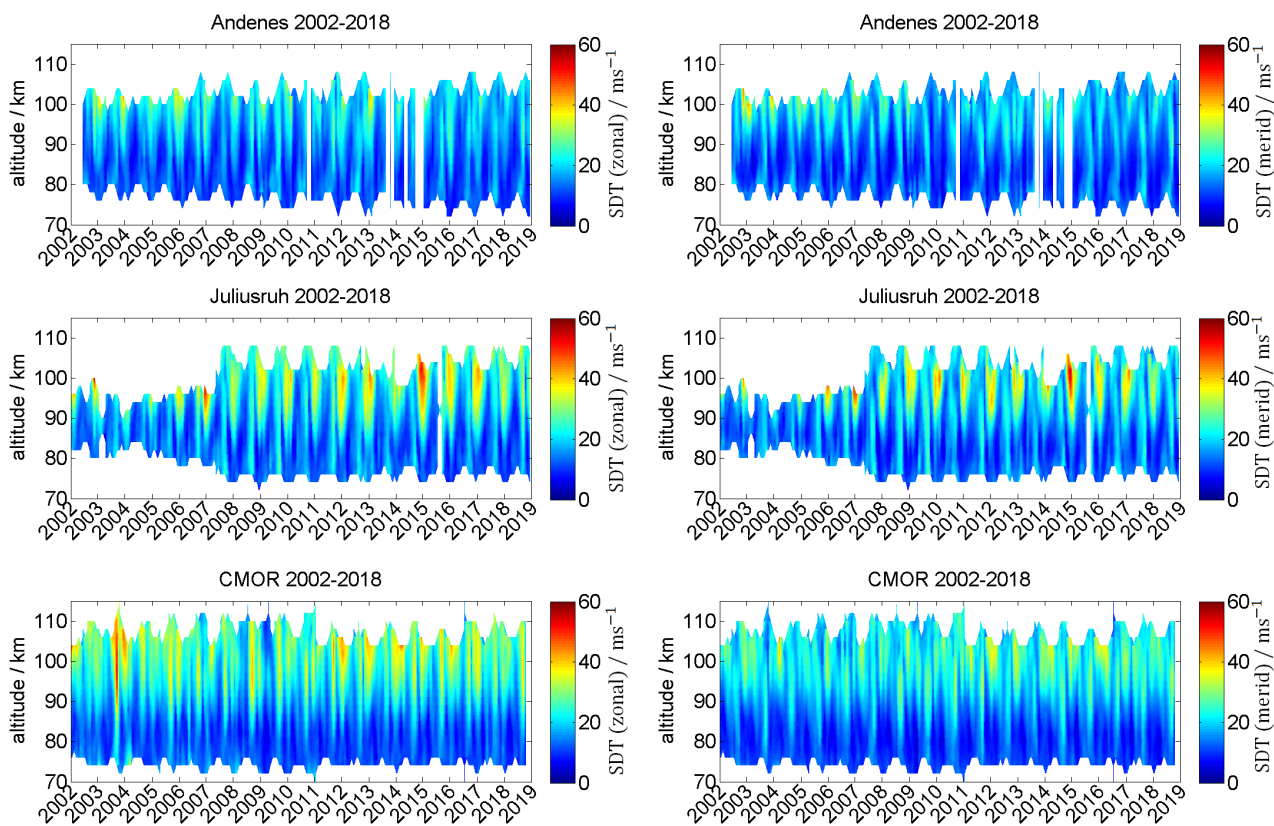 Andenes 2002-2018
altitude / km
110
100
90
80
70
2002 2003 2004 2005 2006 2007 2008 2009 2010 2011 2012 2013 2014 2015 2016 2017 2018 2019
60
40
20
0
SDT (zonal) / ms⁻¹
Andenes 2002-2018
altitude / km
110
100
90
80
70
2002 2003 2004 2005 2006 2007 2008 2009 2010 2011 2012 2013 2014 2015 2016 2017 2018 2019
60
40
20
0
SDT (merid) / ms⁻¹
Juliusruh 2002-2018
altitude / km
110
100
90
80
70
2002 2003 2004 2005 2006 2007 2008 2009 2010 2011 2012 2013 2014 2015 2016 2017 2018 2019
60
40
20
0
SDT (zonal) / ms⁻¹
Juliusruh 2002-2018
altitude / km
110
100
90
80
70
2002 2003 2004 2005 2006 2007 2008 2009 2010 2011 2012 2013 2014 2015 2016 2017 2018 2019
60
40
20
0
SDT (merid) / ms⁻¹
CMOR 2002-2018
altitude / km
110
100
90
80
70
2002 2003 2004 2005 2006 2007 2008 2009 2010 2011 2012 2013 2014 2015 2016 2017 2018 2019
60
40
20
0
SDT (zonal) / ms⁻¹
CMOR 2002-2018
altitude / km
110
100
90
80
70
2002 2003 2004 2005 2006 2007 2008 2009 2010 2011 2012 2013 2014 2015 2016 2017 2018 2019
60
40
20
0
SDT (merid) / ms⁻¹